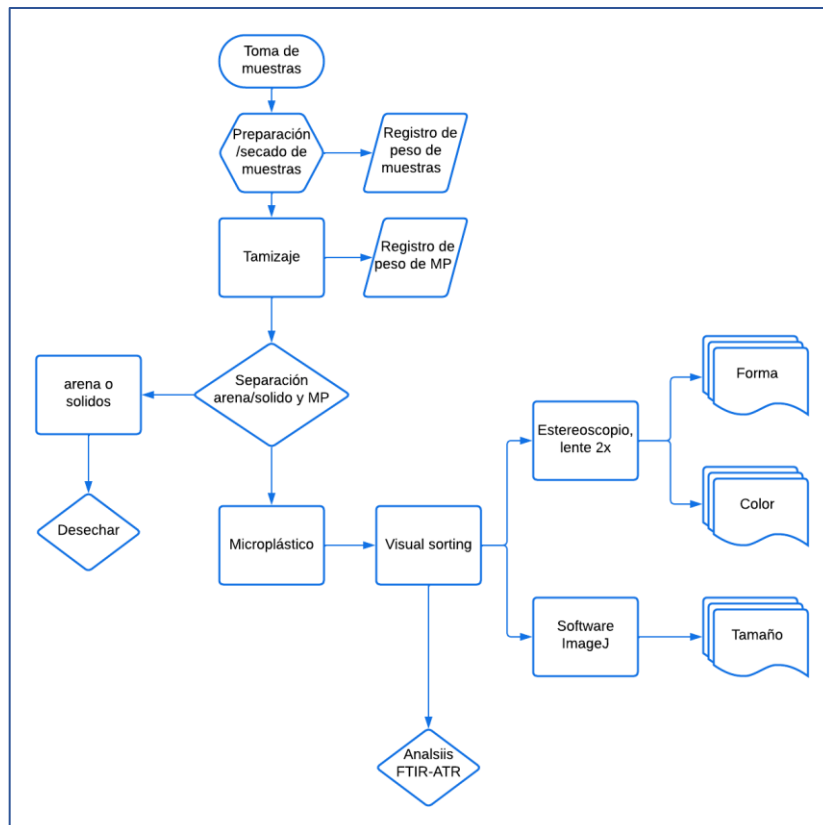 Toma de
muestras
Preparación
/secado de
muestras
Registro de
peso de
muestras
Tamizaje
Registro de
peso de MP
Separación
arena/solido y MP
arena o
solidos
Desechar
Microplástico
Visual sorting
Estereoscopio,
lente 2x
Forma
Color
Software
ImageJ
Tamaño
Analsiis
FTIR-ATR